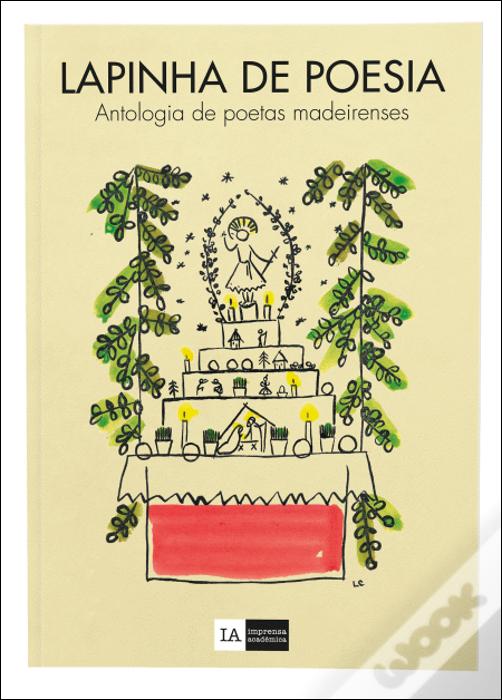 LAPINHA DE POESIA
Antologia de poetas madeirenses
LC
IA imprensa
académica
WOOK